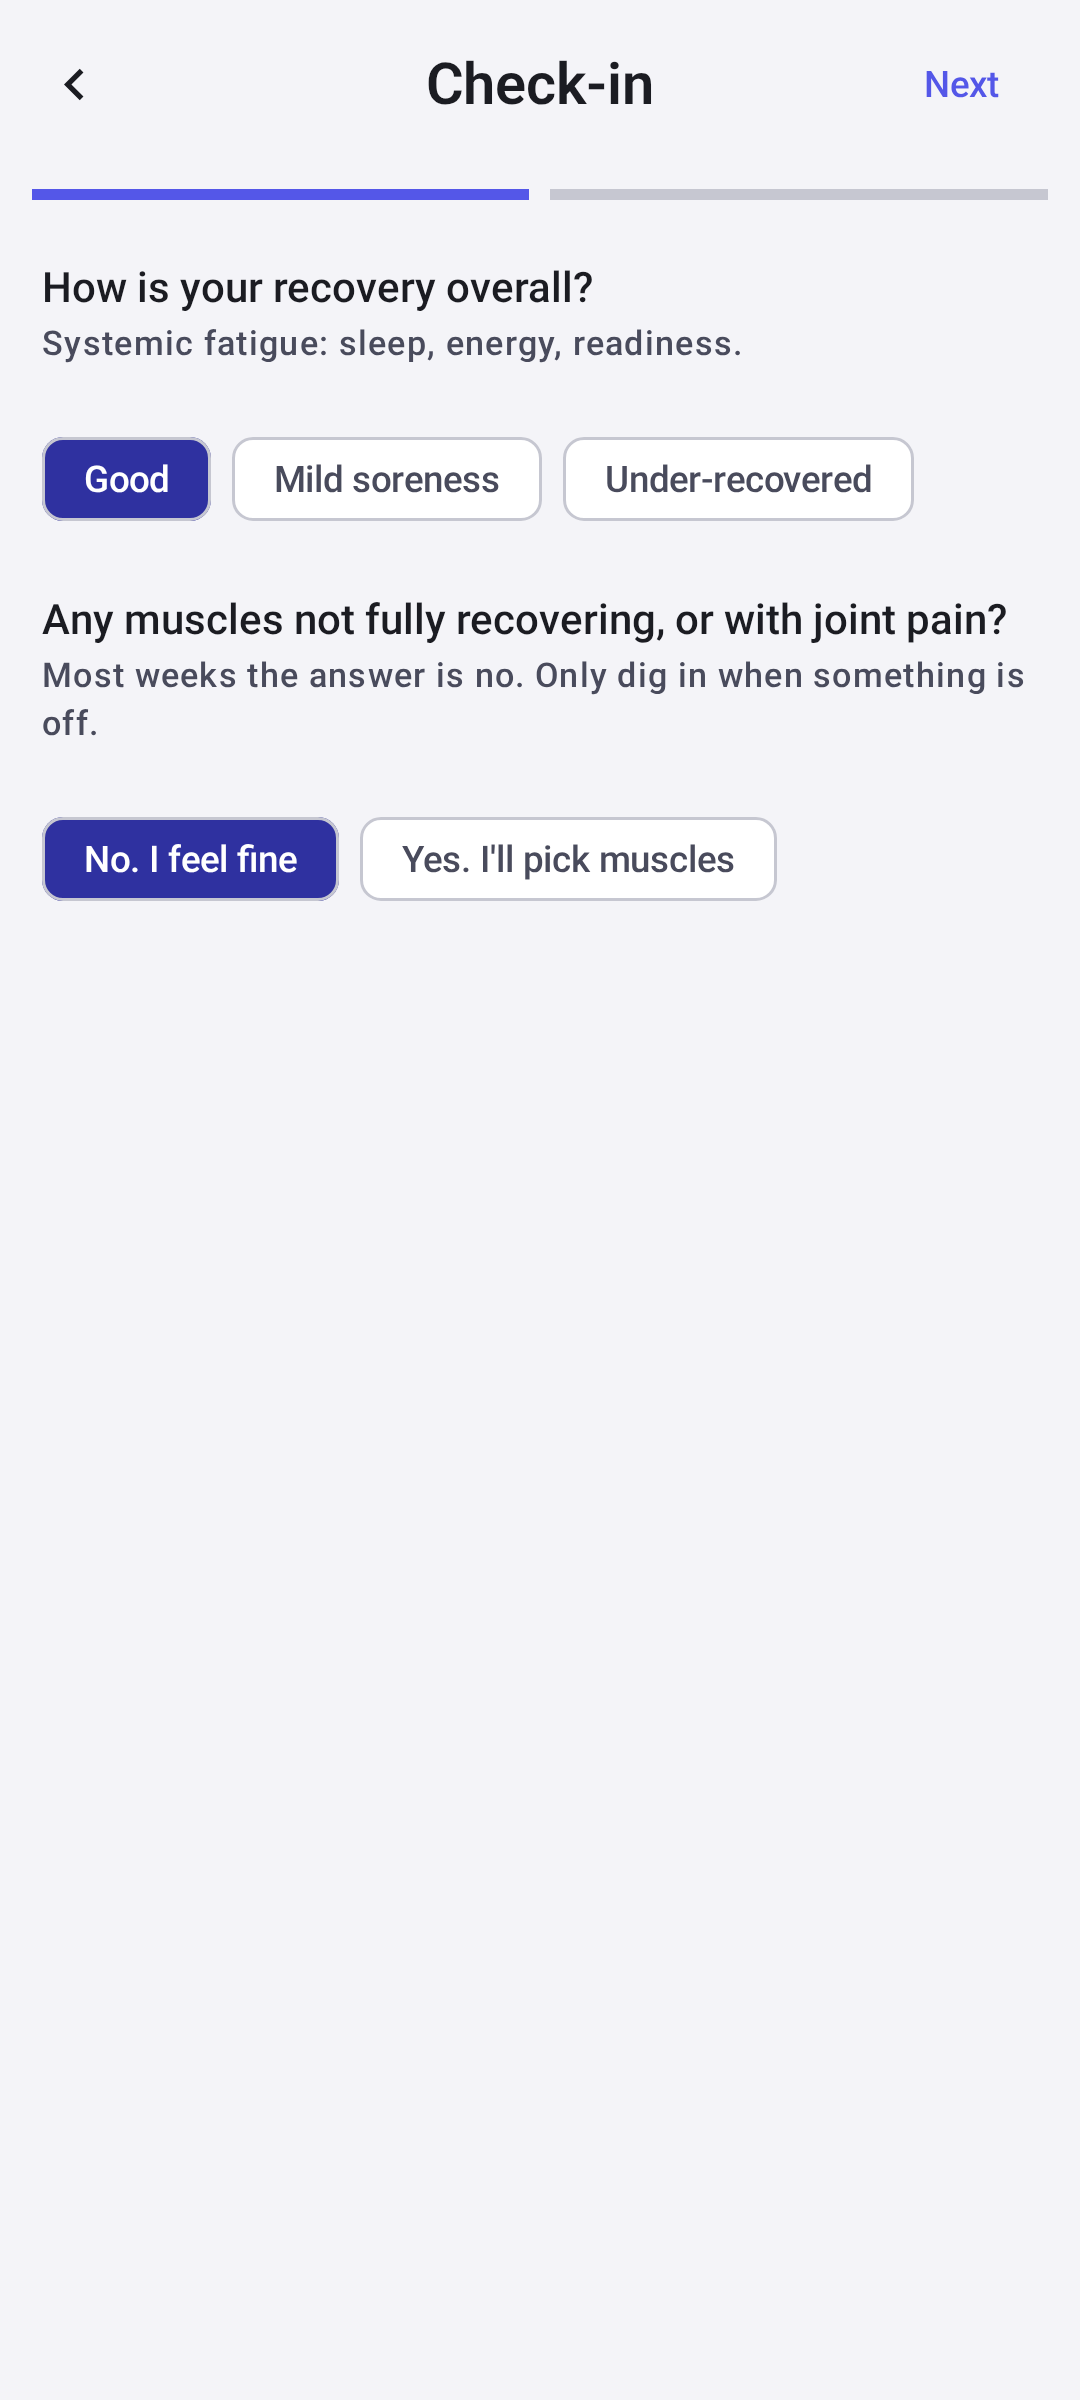 Check-in
Next
How is your recovery overall?
Systemic fatigue: sleep, energy, readiness.
Good
Mild soreness
Under-recovered
Any muscles not fully recovering, or with joint pain?
Most weeks the answer is no. Only dig in when something is
off.
No. I feel fine
Yes. I'll pick muscles